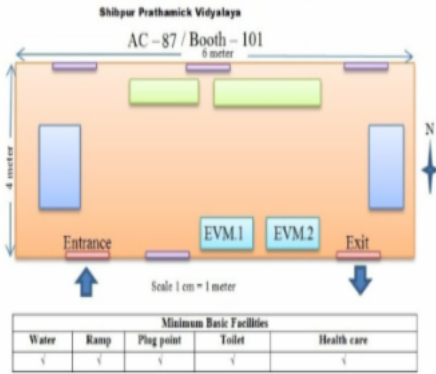 Shibpur Prathamick Vidyalaya
AC – 87 / Booth – 101
6 meter
4 meter
N
EVM.1 EVM.2
Entrance Exit
Scale 1 cm = 1 meter
Minimum Basic Facilities
Water Ramp Plug point Toilet Health care
√ √ √ √ √